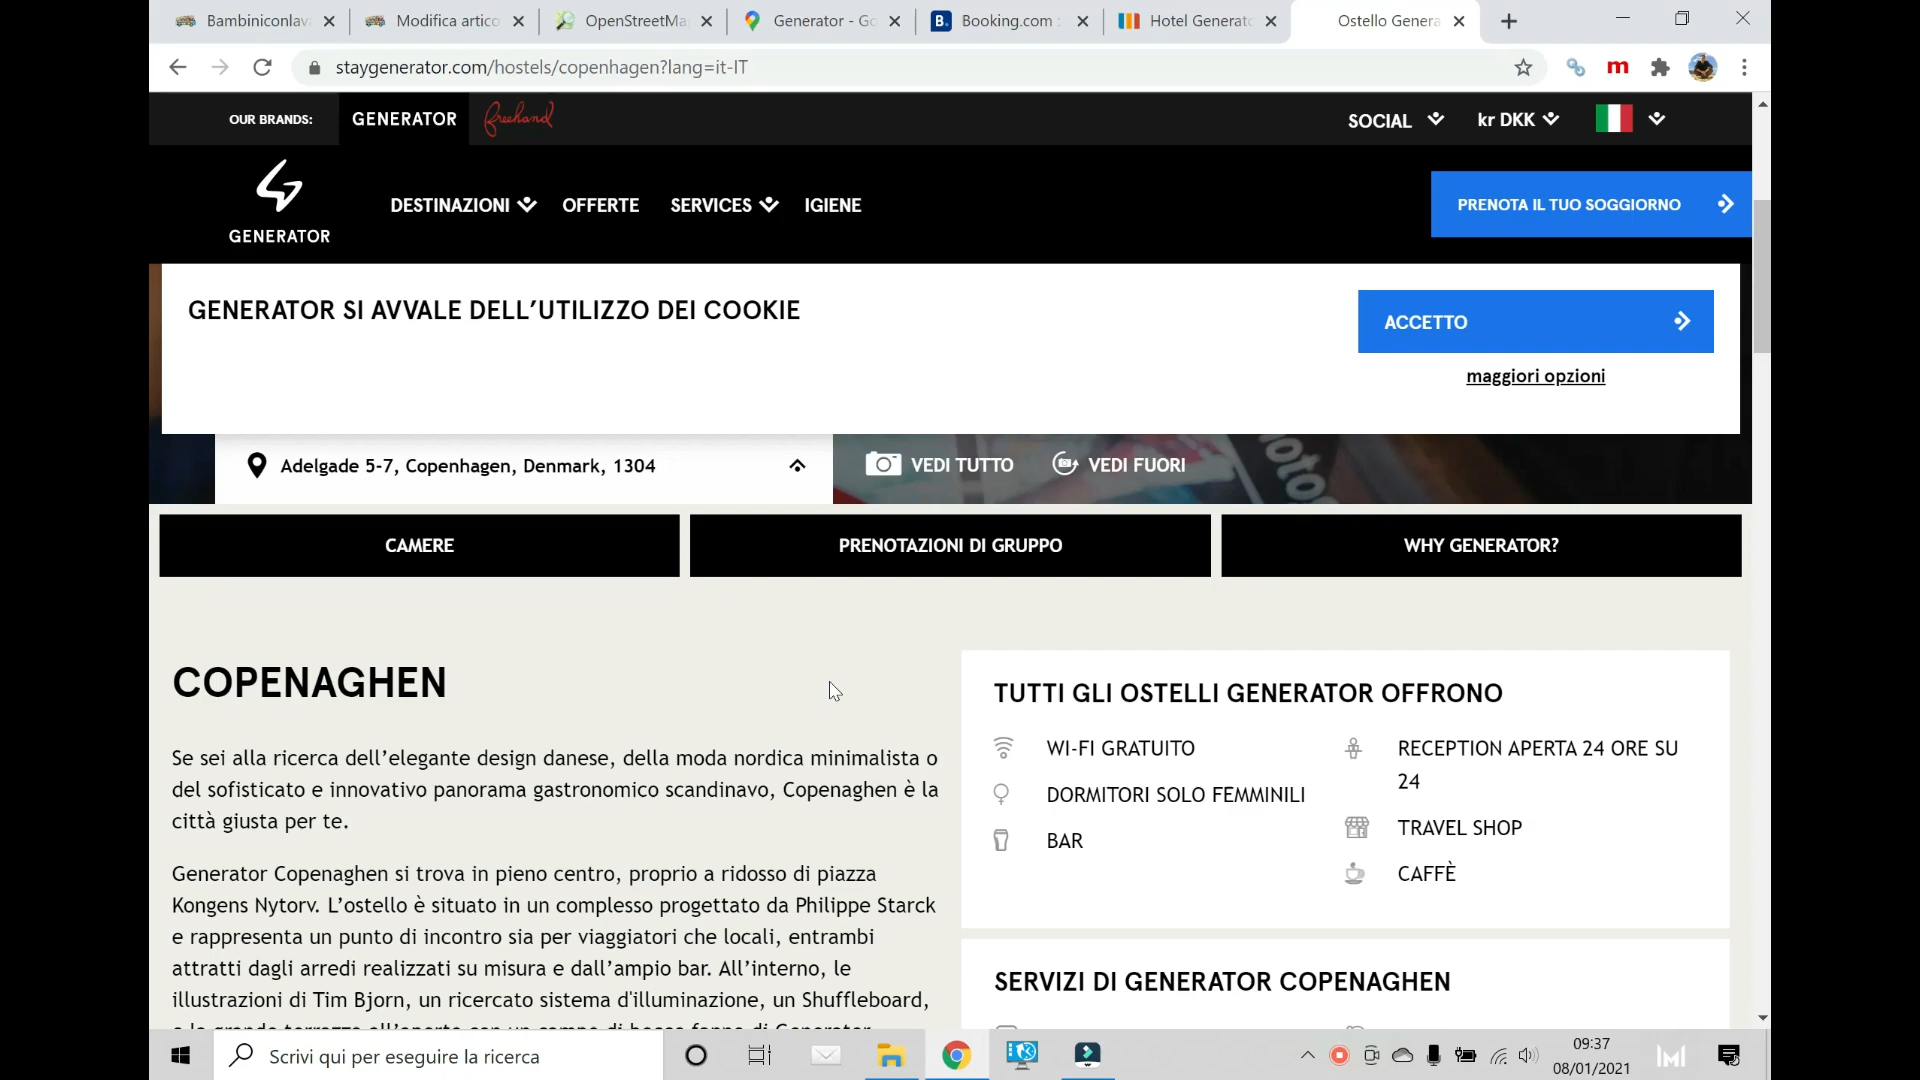 Bambiniconlav
Modifica artico
OpenStreetMa
Generator - Go
Booking.com :
Hotel Generato
Ostello Genera
staygenerator.com/hostels/copenhagen?lang=it-IT
m
OUR BRANDS:
GENERATOR
freehand
SOCIAL
kr DKK
GENERATOR
DESTINAZIONI
OFFERTE
SERVICES
IGIENE
PRENOTA IL TUO SOGGIORNO
GENERATOR SI AVVALE DELL’UTILIZZO DEI COOKIE
ACCETTO
maggiori opzioni
Adelgade 5-7, Copenhagen, Denmark, 1304
VEDI TUTTO
VEDI FUORI
CAMERE
PRENOTAZIONI DI GRUPPO
WHY GENERATOR?
COPENAGHEN
Se sei alla ricerca dell’elegante design danese, della moda nordica minimalista o
del sofisticato e innovativo panorama gastronomico scandinavo, Copenaghen è la
città giusta per te.
Generator Copenaghen si trova in pieno centro, proprio a ridosso di piazza
Kongens Nytorv. L’ostello è situato in un complesso progettato da Philippe Starck
e rappresenta un punto di incontro sia per viaggiatori che locali, entrambi
attratti dagli arredi realizzati su misura e dall’ampio bar. All’interno, le
illustrazioni di Tim Bjorn, un ricercato sistema d'illuminazione, un Shuffleboard,
TUTTI GLI OSTELLI GENERATOR OFFRONO
WI-FI GRATUITO
DORMITORI SOLO FEMMINILI
BAR
RECEPTION APERTA 24 ORE SU
24
TRAVEL SHOP
CAFFÈ
SERVIZI DI GENERATOR COPENAGHEN
Scrivi qui per eseguire la ricerca
09:37
08/01/2021